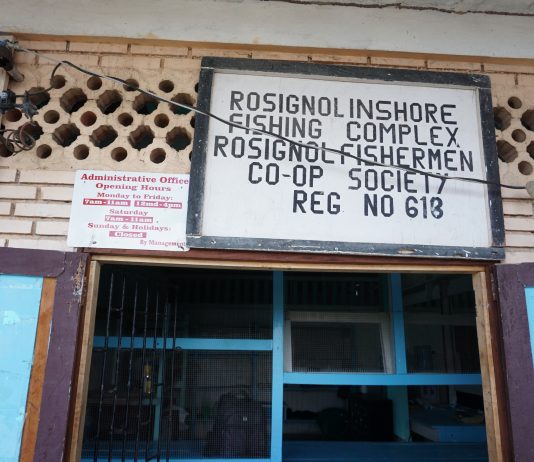 ROSIGNOL INSHORE
FISHING COMPLEX
ROSIGNOL FISHERMEN
CO-OP SOCIETY
REG NO 618
Administrative Office
Opening Hours
Monday to Friday:
7am-11am 12md-4pm
Saturday
7am-11am
Sunday & Holidays:
Closed
By Management